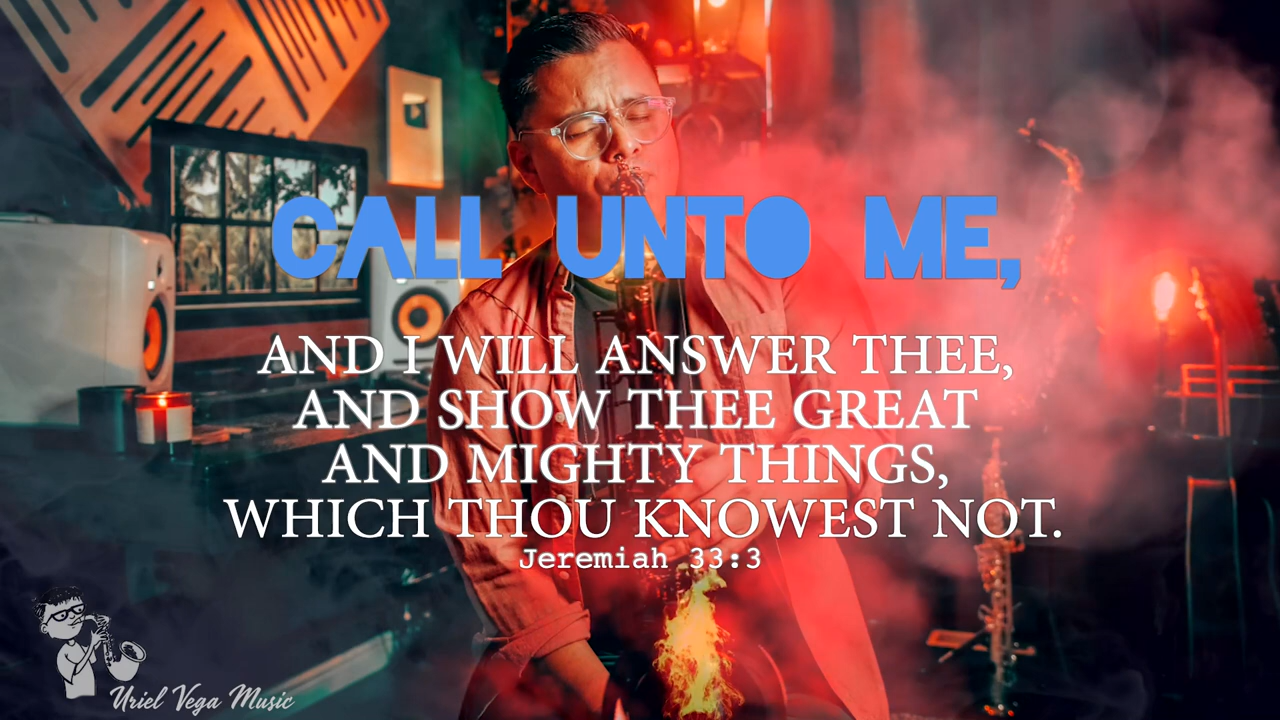 CALL UNTO ME,
AND I WILL ANSWER THEE,
AND SHOW THEE GREAT
AND MIGHTY THINGS,
WHICH THOU KNOWEST NOT.
Jeremiah 33:3
Uriel Vega Music